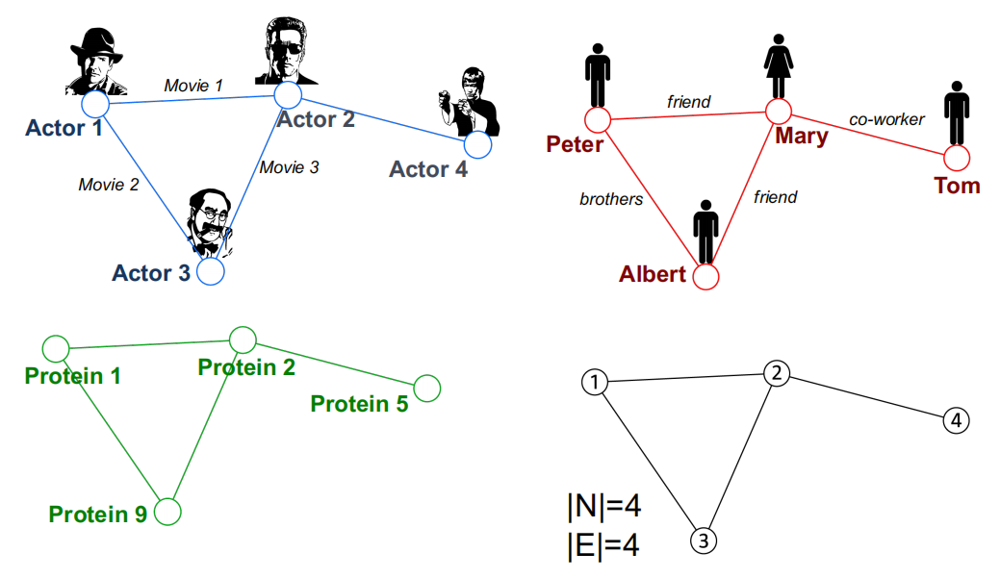 Movie 1
Actor 1
Actor 2
Movie 2
Movie 3
Actor 4
Actor 3
friend
Peter
Mary
co-worker
Tom
brothers
friend
Albert
Protein 1
Protein 2
Protein 5
Protein 9
1
2
4
3
|N|=4
|E|=4